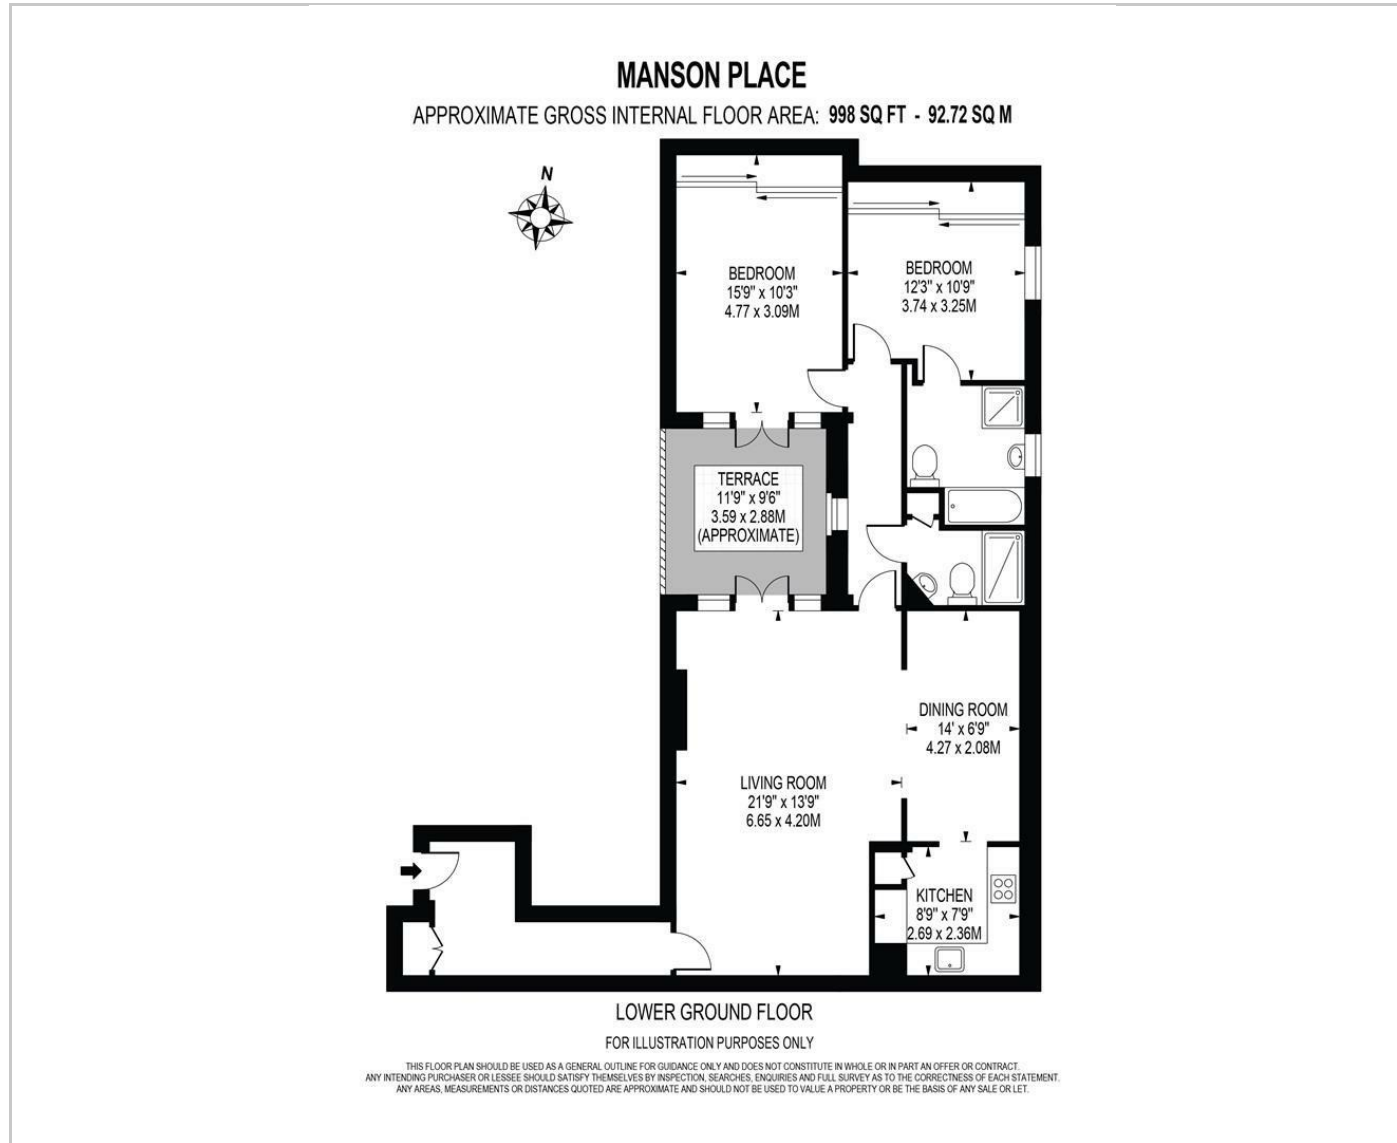 MANSON PLACE
APPROXIMATE GROSS INTERNAL FLOOR AREA: 998 SQ FT - 92.72 SQ M
N
BEDROOM
15'9" x 10'3"
4.77 x 3.09M
BEDROOM
12'3" x 10'9"
3.74 x 3.25M
TERRACE
11'9" x 9'6"
3.59 x 2.88M
(APPROXIMATE)
DINING ROOM
14' x 6'9"
4.27 x 2.08M
LIVING ROOM
21'9" x 13'9"
6.65 x 4.20M
KITCHEN
8'9" x 7'9"
2.69 x 2.36M
LOWER GROUND FLOOR
FOR ILLUSTRATION PURPOSES ONLY
THIS FLOOR PLAN SHOULD BE USED AS A GENERAL OUTLINE FOR GUIDANCE ONLY AND DOES NOT CONSTITUTE IN WHOLE OR IN PART AN OFFER OR CONTRACT.
ANY INTENDING PURCHASER OR LESSEE SHOULD SATISFY THEMSELVES BY INSPECTION, SEARCHES, ENQUIRIES AND FULL SURVEY AS TO THE CORRECTNESS OF EACH STATEMENT.
ANY AREAS, MEASUREMENTS OR DISTANCES QUOTED ARE APPROXIMATE AND SHOULD NOT BE USED TO VALUE A PROPERTY OR BE THE BASIS OF ANY SALE OR LET.